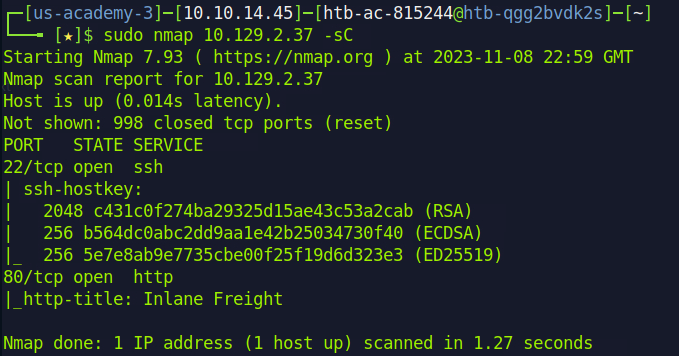 ┌─[us-academy-3]─[10.10.14.45]─[htb-ac-815244@htb-qgg2bvdk2s]─[~]
└──╼ [★]$ sudo nmap 10.129.2.37 -sC
Starting Nmap 7.93 ( https://nmap.org ) at 2023-11-08 22:59 GMT
Nmap scan report for 10.129.2.37
Host is up (0.014s latency).
Not shown: 998 closed tcp ports (reset)
PORT   STATE SERVICE
22/tcp open  ssh
| ssh-hostkey:
|   2048 c431c0f274ba29325d15ae43c53a2cab (RSA)
|   256 b564dc0abc2dd9aa1e42b25034730f40 (ECDSA)
|_  256 5e7e8ab9e7735cbe00f25f19d6d323e3 (ED25519)
80/tcp open  http
|_http-title: Inlane Freight
Nmap done: 1 IP address (1 host up) scanned in 1.27 seconds